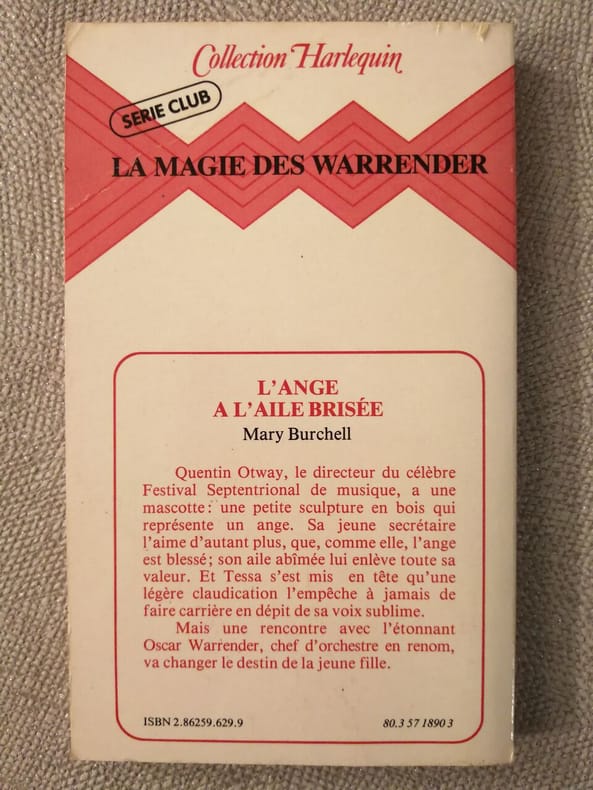 Collection Harlequin
SERIE CLUB
LA MAGIE DES WARRENDER
L'ANGE
A L'AILE BRISÉE
Mary Burchell
Quentin Otway, le directeur du célèbre
Festival Septentrional de musique, a une
mascotte: une petite sculpture en bois qui
représente un ange. Sa jeune secrétaire
l'aime d'autant plus, que, comme elle, l'ange
est blessé; son aile abîmée lui enlève toute sa
valeur. Et Tessa s'est mis en tête qu'une
légère claudication l'empêche à jamais de
faire carrière en dépit de sa voix sublime.
Mais une rencontre avec l'étonnant
Oscar Warrender, chef d'orchestre en renom,
va changer le destin de la jeune fille.
ISBN 2.86259.629.9 80.3 57 1890 3